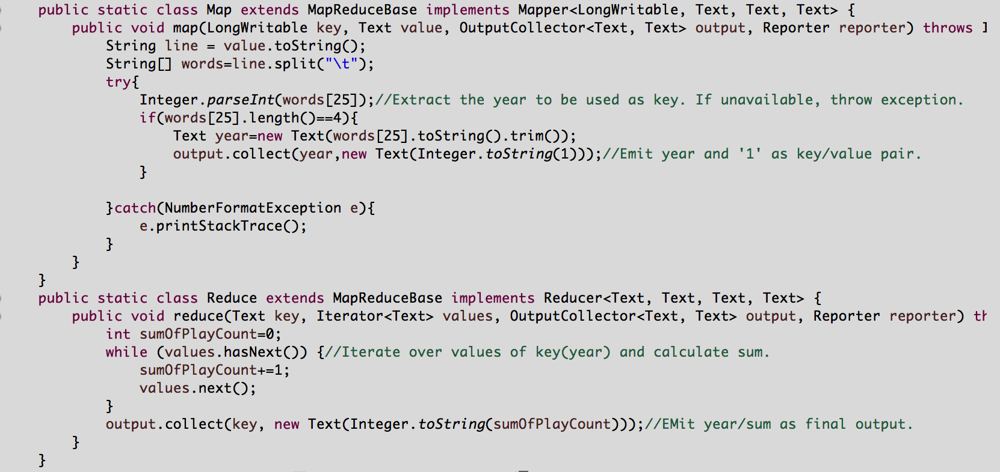 public static class Map extends MapReduceBase implements Mapper<LongWritable, Text, Text, Text> {
public void map(LongWritable key, Text value, OutputCollector<Text, Text> output, Reporter reporter) throws
String line = value.toString();
String[] words=line.split("\t");
try{
Integer.parseInt(words[25]);//Extract the year to be used as key. If unavailable, throw exception.
if(words[25].length()==4){
Text year=new Text(words[25].toString().trim());
output.collect(year,new Text(Integer.toString(1)));//Emit year and '1' as key/value pair.
}
}catch(NumberFormatException e){
e.printStackTrace();
}
}
}
public static class Reduce extends MapReduceBase implements Reducer<Text, Text, Text, Text> {
public void reduce(Text key, Iterator<Text> values, OutputCollector<Text, Text> output, Reporter reporter) th
int sumOfPlayCount=0;
while (values.hasNext()) {//Iterate over values of key(year) and calculate sum.
sumOfPlayCount+=1;
values.next();
}
output.collect(key, new Text(Integer.toString(sumOfPlayCount)));//EMit year/sum as final output.
}
}